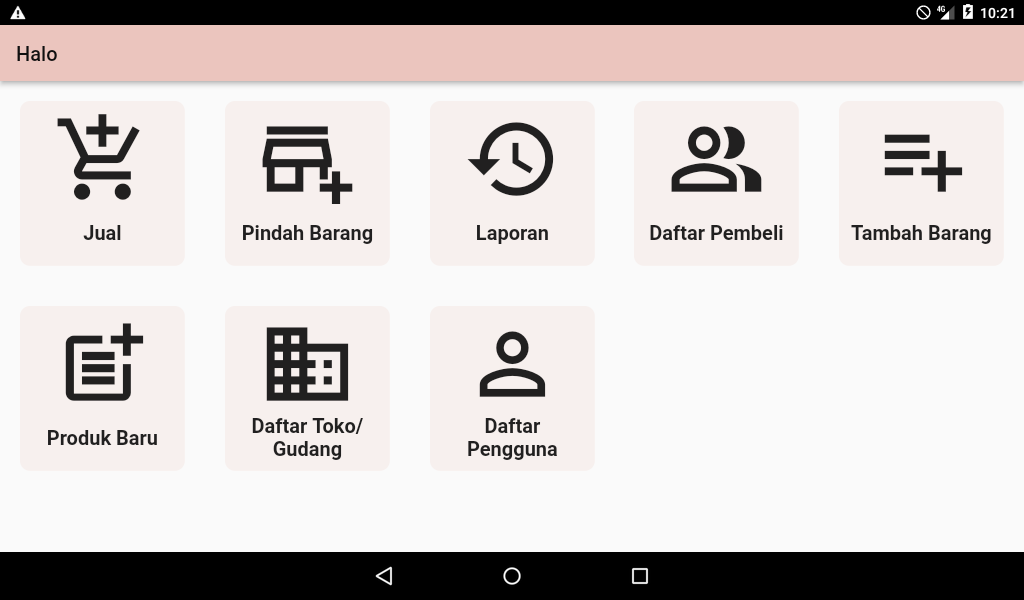 4G 10:21
Halo
Jual
Pindah Barang
Laporan
Daftar Pembeli
Tambah Barang
Produk Baru
Daftar Toko/
Gudang
Daftar
Pengguna